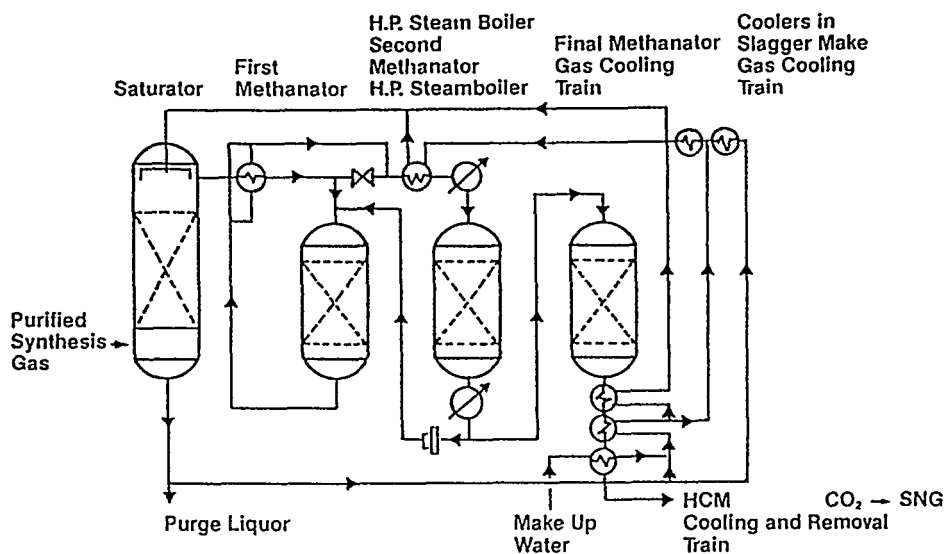 H.P. Steam Boiler
Second
Methanator
H.P. Steamboiler
Final Methanator
Gas Cooling
Train
Coolers in
Slagger Make
Gas Cooling
Train
First
Methanator
Saturator
Purified
Synthesis
Gas
Purge Liquor
Make Up
Water
HCM
Cooling and Removal
Train
CO₂ → SNG